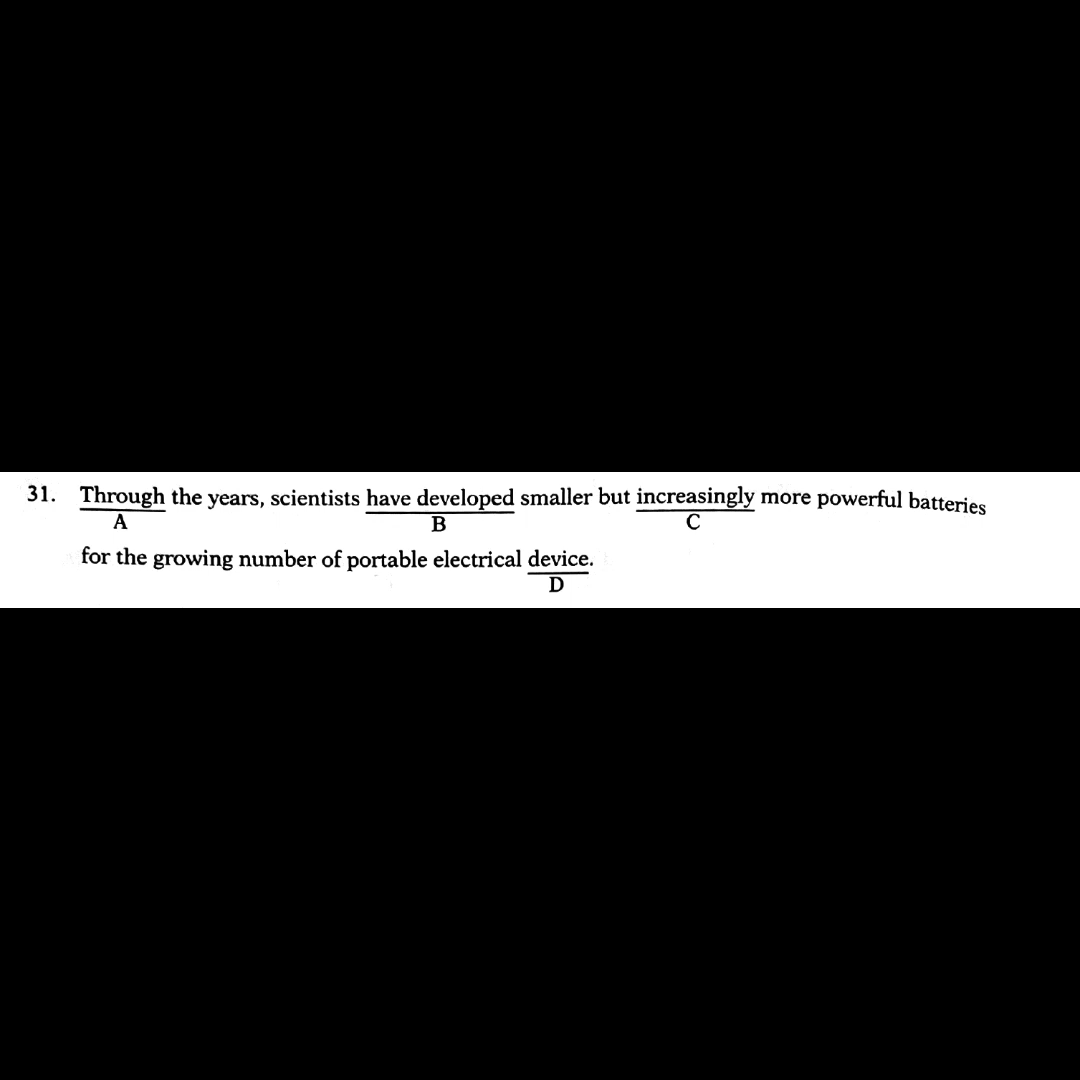 31. Through the years, scientists have developed smaller but increasingly more powerful batteries
A B C
for the growing number of portable electrical device.
D